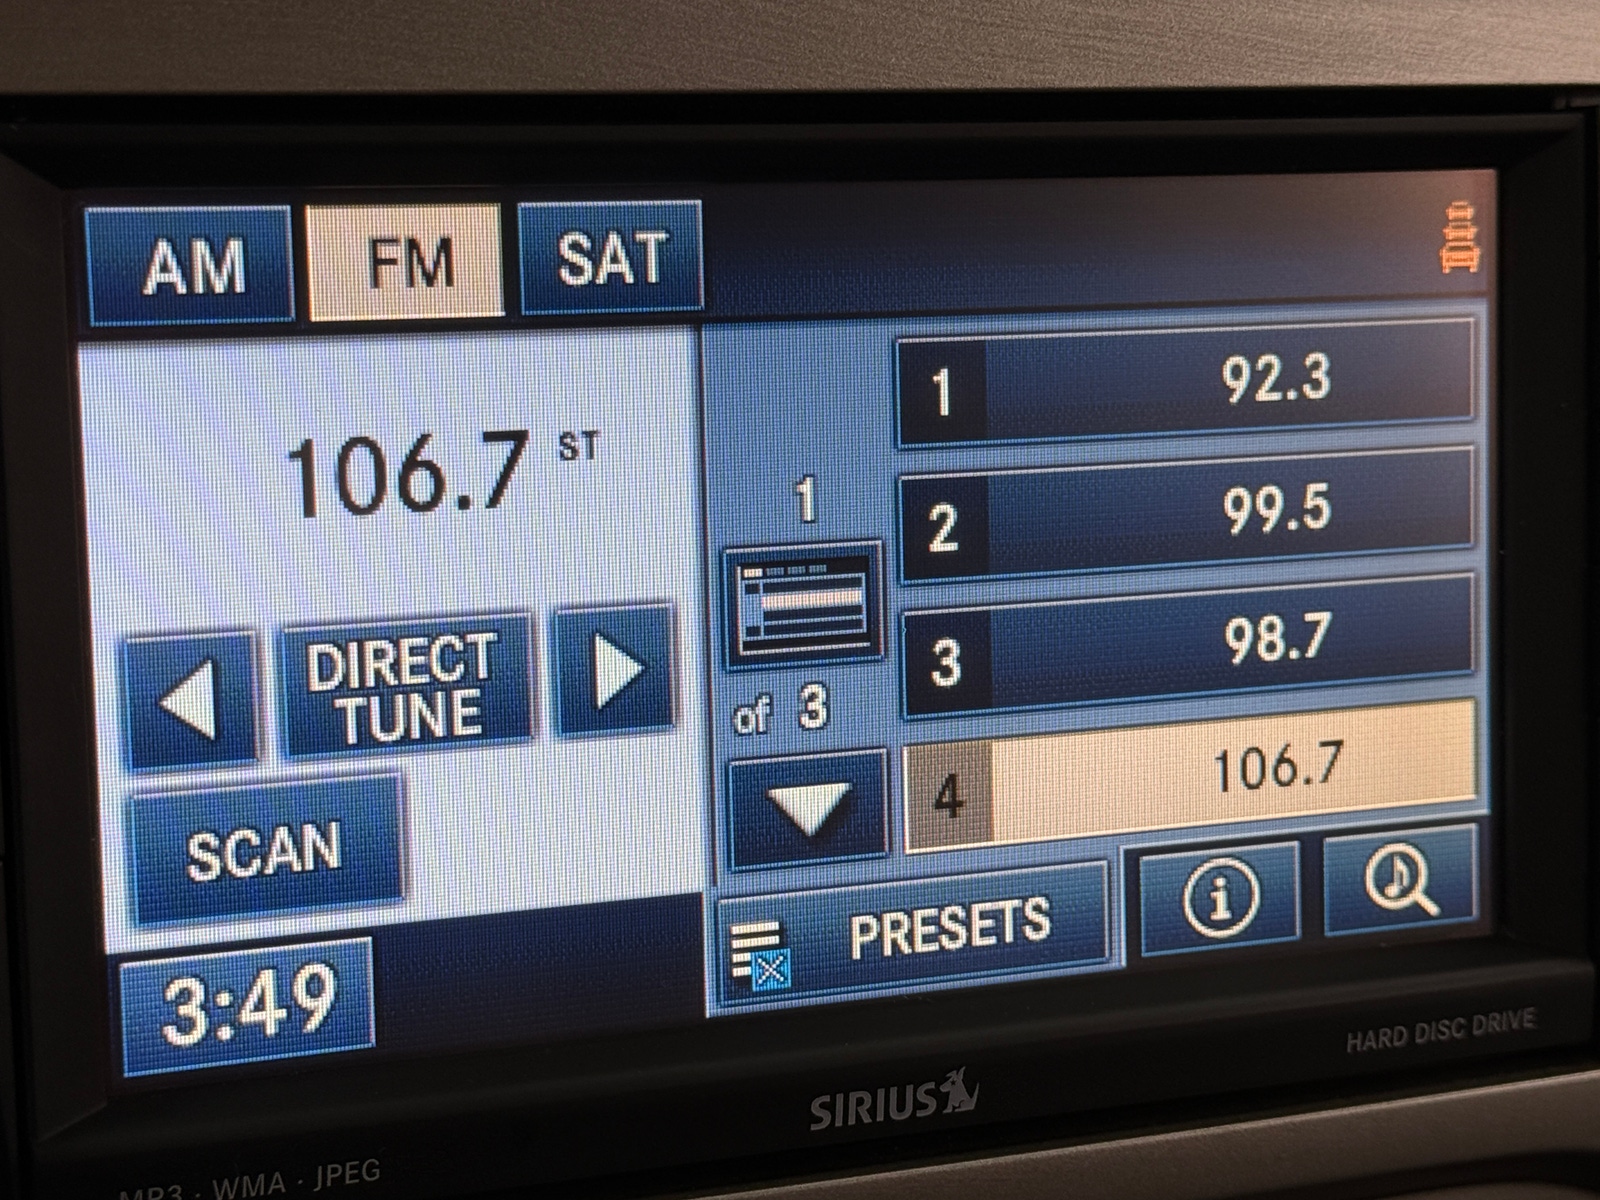 AM FM SAT
106.7 ST
DIRECT
TUNE
SCAN
3:49
1
of 3
1 92.3
2 99.5
3 98.7
4 106.7
PRESETS
i
HARD DISC DRIVE
SIRIUS
MP3 · WMA · JPEG